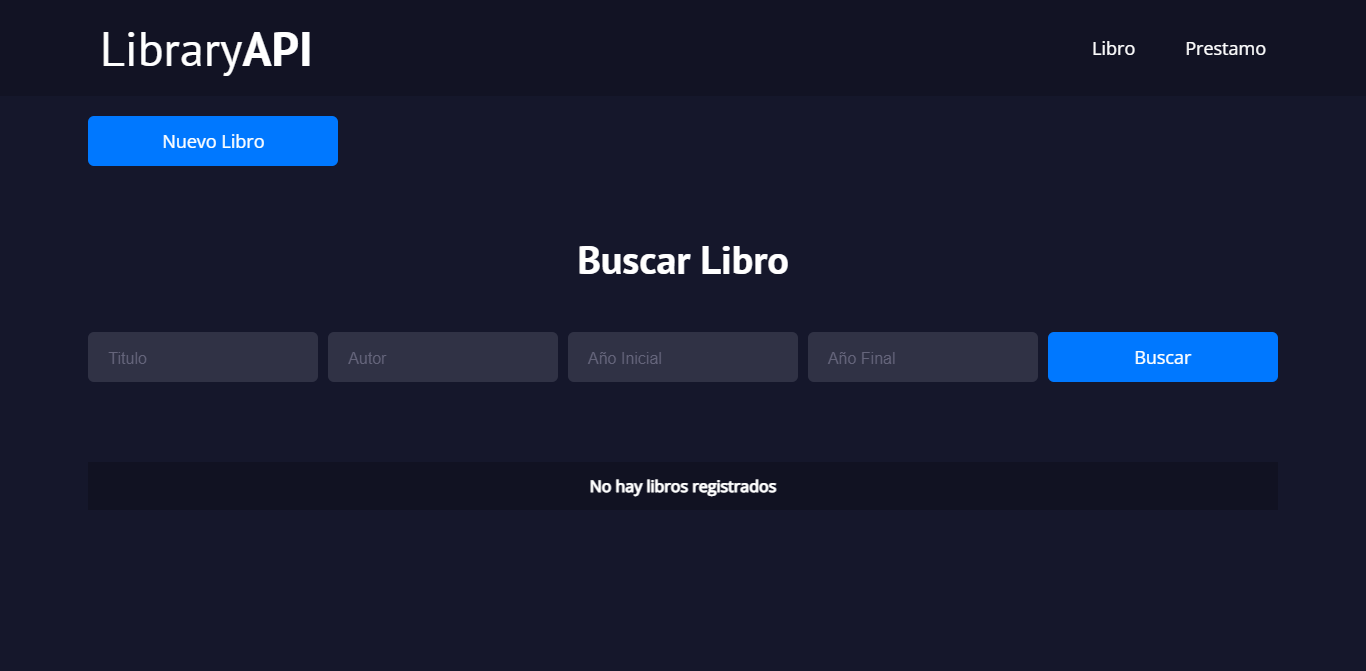 LibraryAPI
Libro
Prestamo
Nuevo Libro
Buscar Libro
Titulo
Autor
Año Inicial
Año Final
Buscar
No hay libros registrados